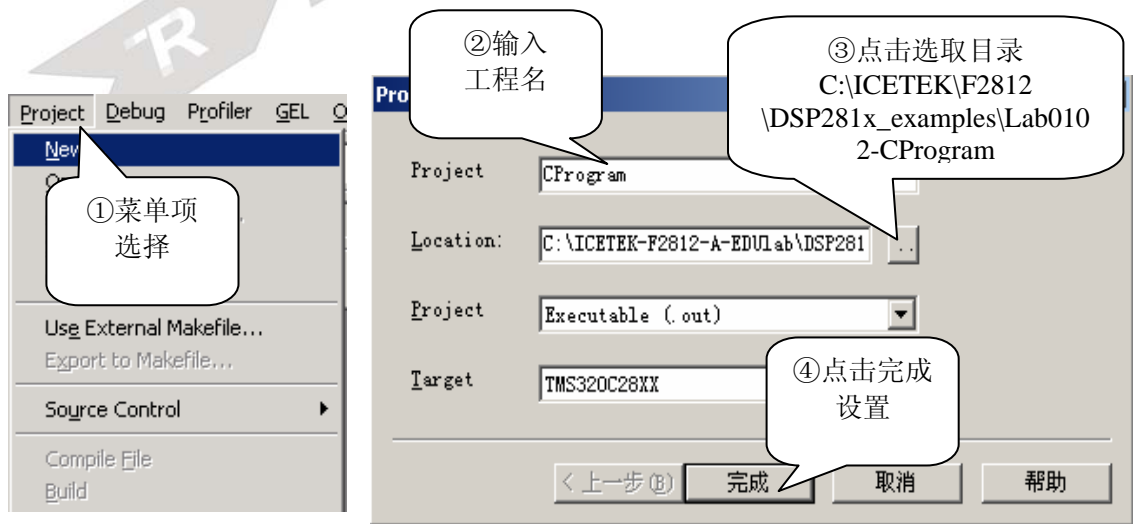 Project Debug Profiler GEL O
New
①菜单项
选择
Use External Makefile...
Export to Makefile...
Source Control
Compile File
Build
②输入
工程名
③点击选取目录
C:\ICETEK\F2812
\DSP281x_examples\Lab010
2-CProgram
Pro
Project
CProgram
Location:
C:\ICETEK-F2812-A-EDUlab\DSP281
..
Project
Executable (.out)
Target
TMS320C28XX
④点击完成
设置
< 上一步(B)
完成
取消
帮助